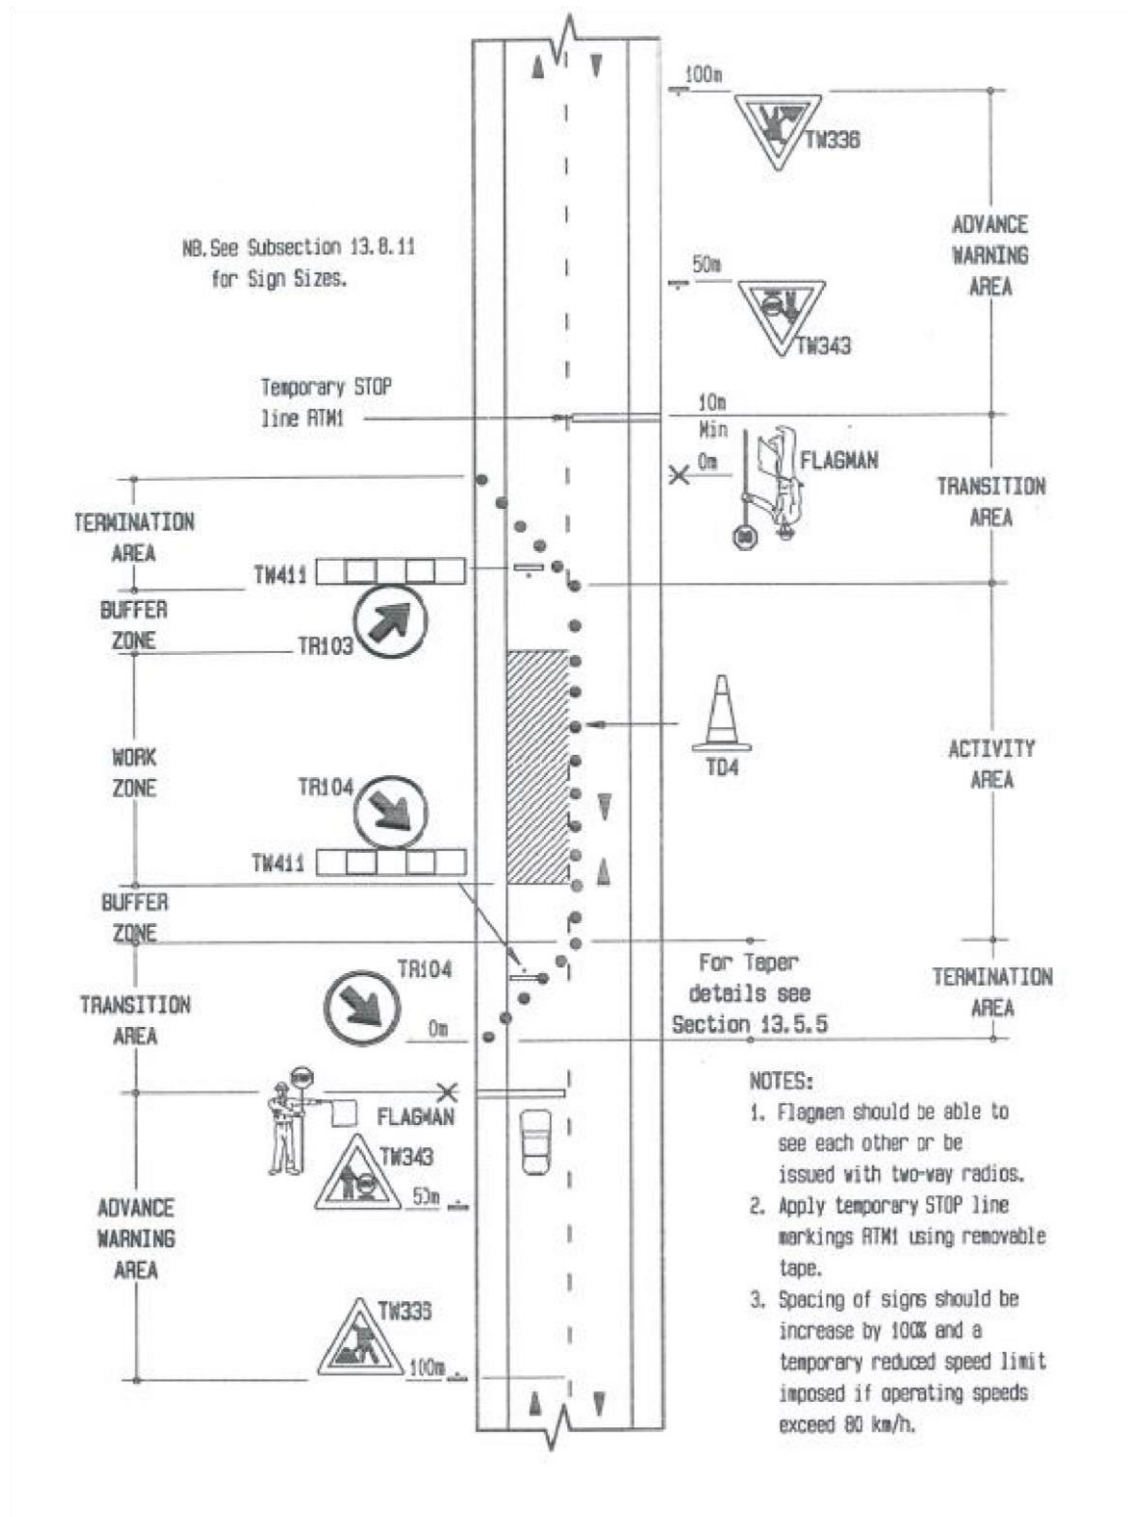 100m
TW336
NB.See Subsection 13.8.11
for Sign Sizes.
ADVANCE
WARNING
AREA
50m
TW343
Temporary STOP
line RTM1
10m
Min
0m
FLAGMAN
TRANSITION
AREA
TERMINATION
AREA
TW411
BUFFER
ZONE
TR103
TD4
ACTIVITY
AREA
WORK
ZONE
TR104
TW411
BUFFER
ZONE
TR104
TRANSITION
AREA
0m
For Taper
details see
Section 13.5.5
TERMINATION
AREA
STOP
FLAGMAN
TW343
50m
ADVANCE
WARNING
AREA
TW336
100m
NOTES:
1. Flagmen should be able to
see each other or be
issued with two-way radios.
2. Apply temporary STOP line
markings RTM1 using removable
tape.
3. Spacing of signs should be
increase by 100% and a
temporary reduced speed limit
imposed if operating speeds
exceed 80 km/h.